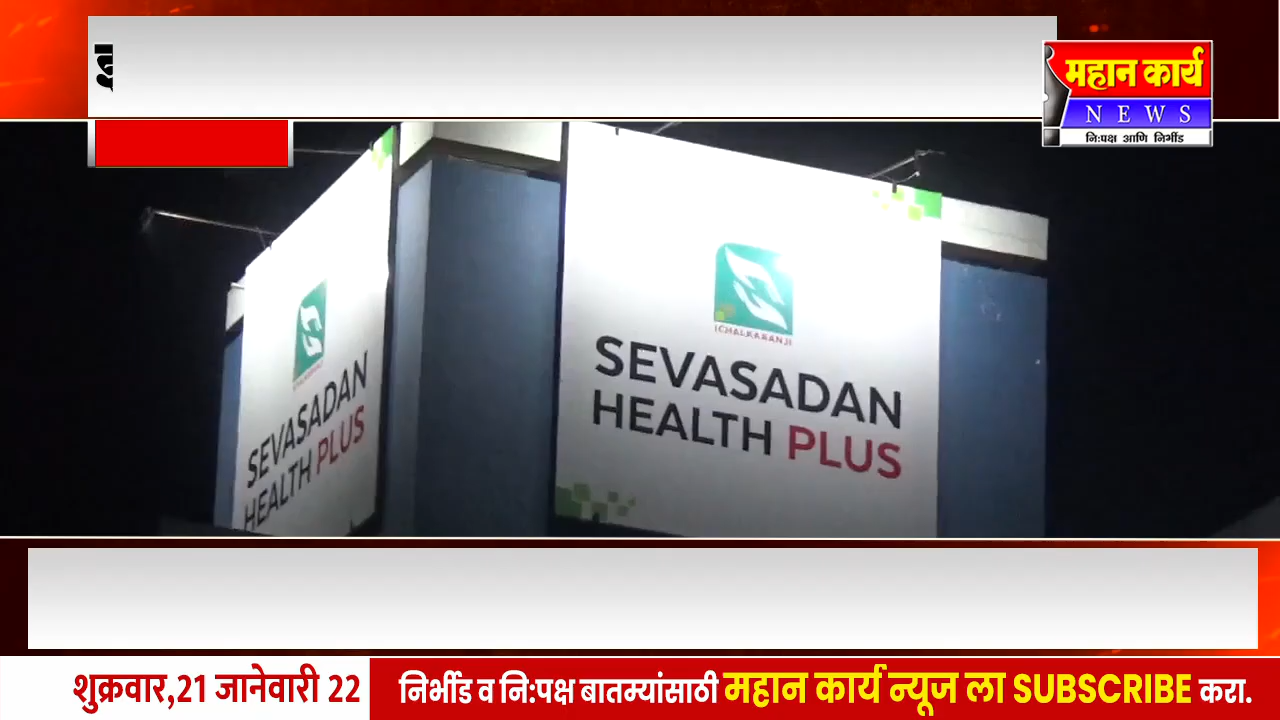 महान कार्य
NEWS
नि:पक्ष आणि निर्भीड
ICHALKARANJI
SEVASADAN
HEALTH PLUS
SEVASADAN
HEALTH PLUS
शुक्रवार,21 जानेवारी 22
निर्भीड व नि:पक्ष बातम्यांसाठी महान कार्य न्यूज ला SUBSCRIBE करा.